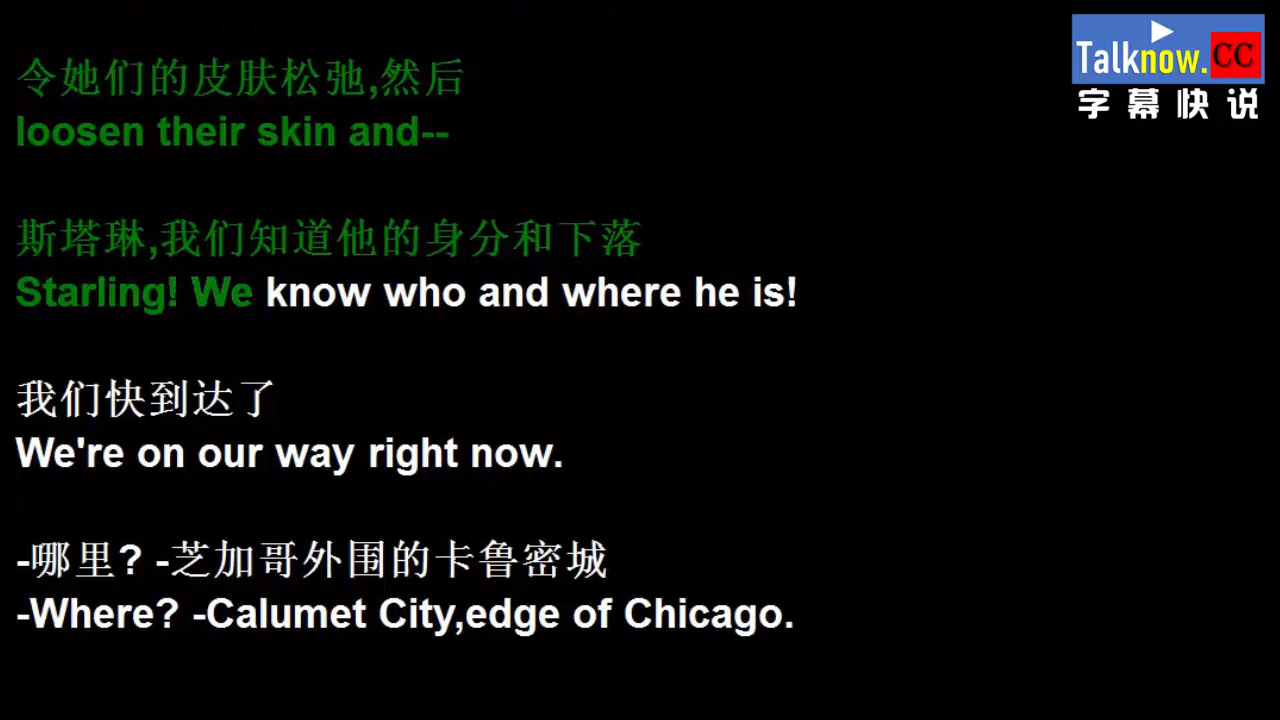 Talknow.CC
字幕快说
令她们的皮肤松弛,然后
loosen their skin and--
斯塔琳,我们知道他的身分和下落
Starling! We know who and where he is!
我们快到达了
We're on our way right now.
-哪里? -芝加哥外围的卡鲁密城
-Where? -Calumet City,edge of Chicago.